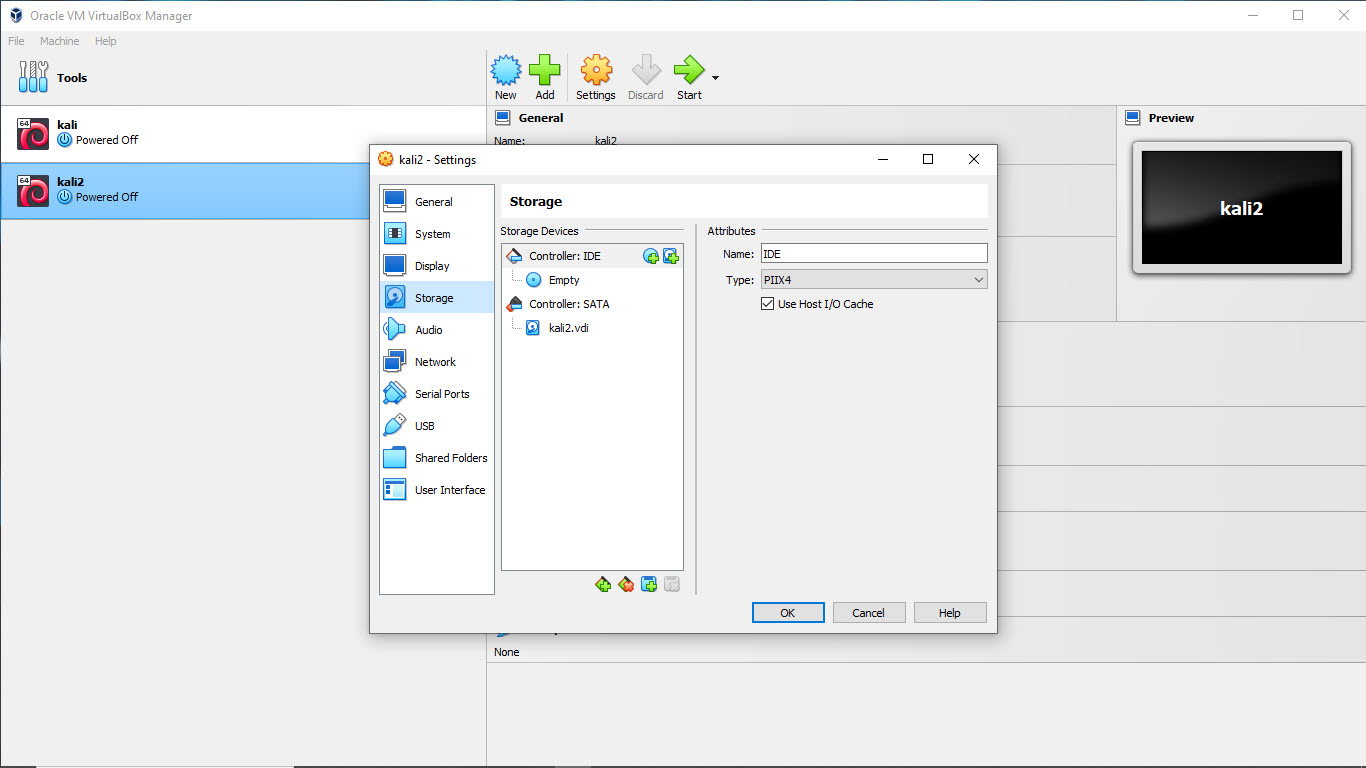 Oracle VM VirtualBox Manager
File Machine Help
Tools
New Add Settings Discard Start
64
kali
Powered Off
64
kali2
Powered Off
General
Name: kali2
Preview
kali2
kali2 - Settings
General
System
Display
Storage
Audio
Network
Serial Ports
USB
Shared Folders
User Interface
Storage
Storage Devices
Controller: IDE
Empty
Controller: SATA
kali2.vdi
Attributes
Name: IDE
Type: PIIX4
Use Host I/O Cache
OK Cancel Help
None